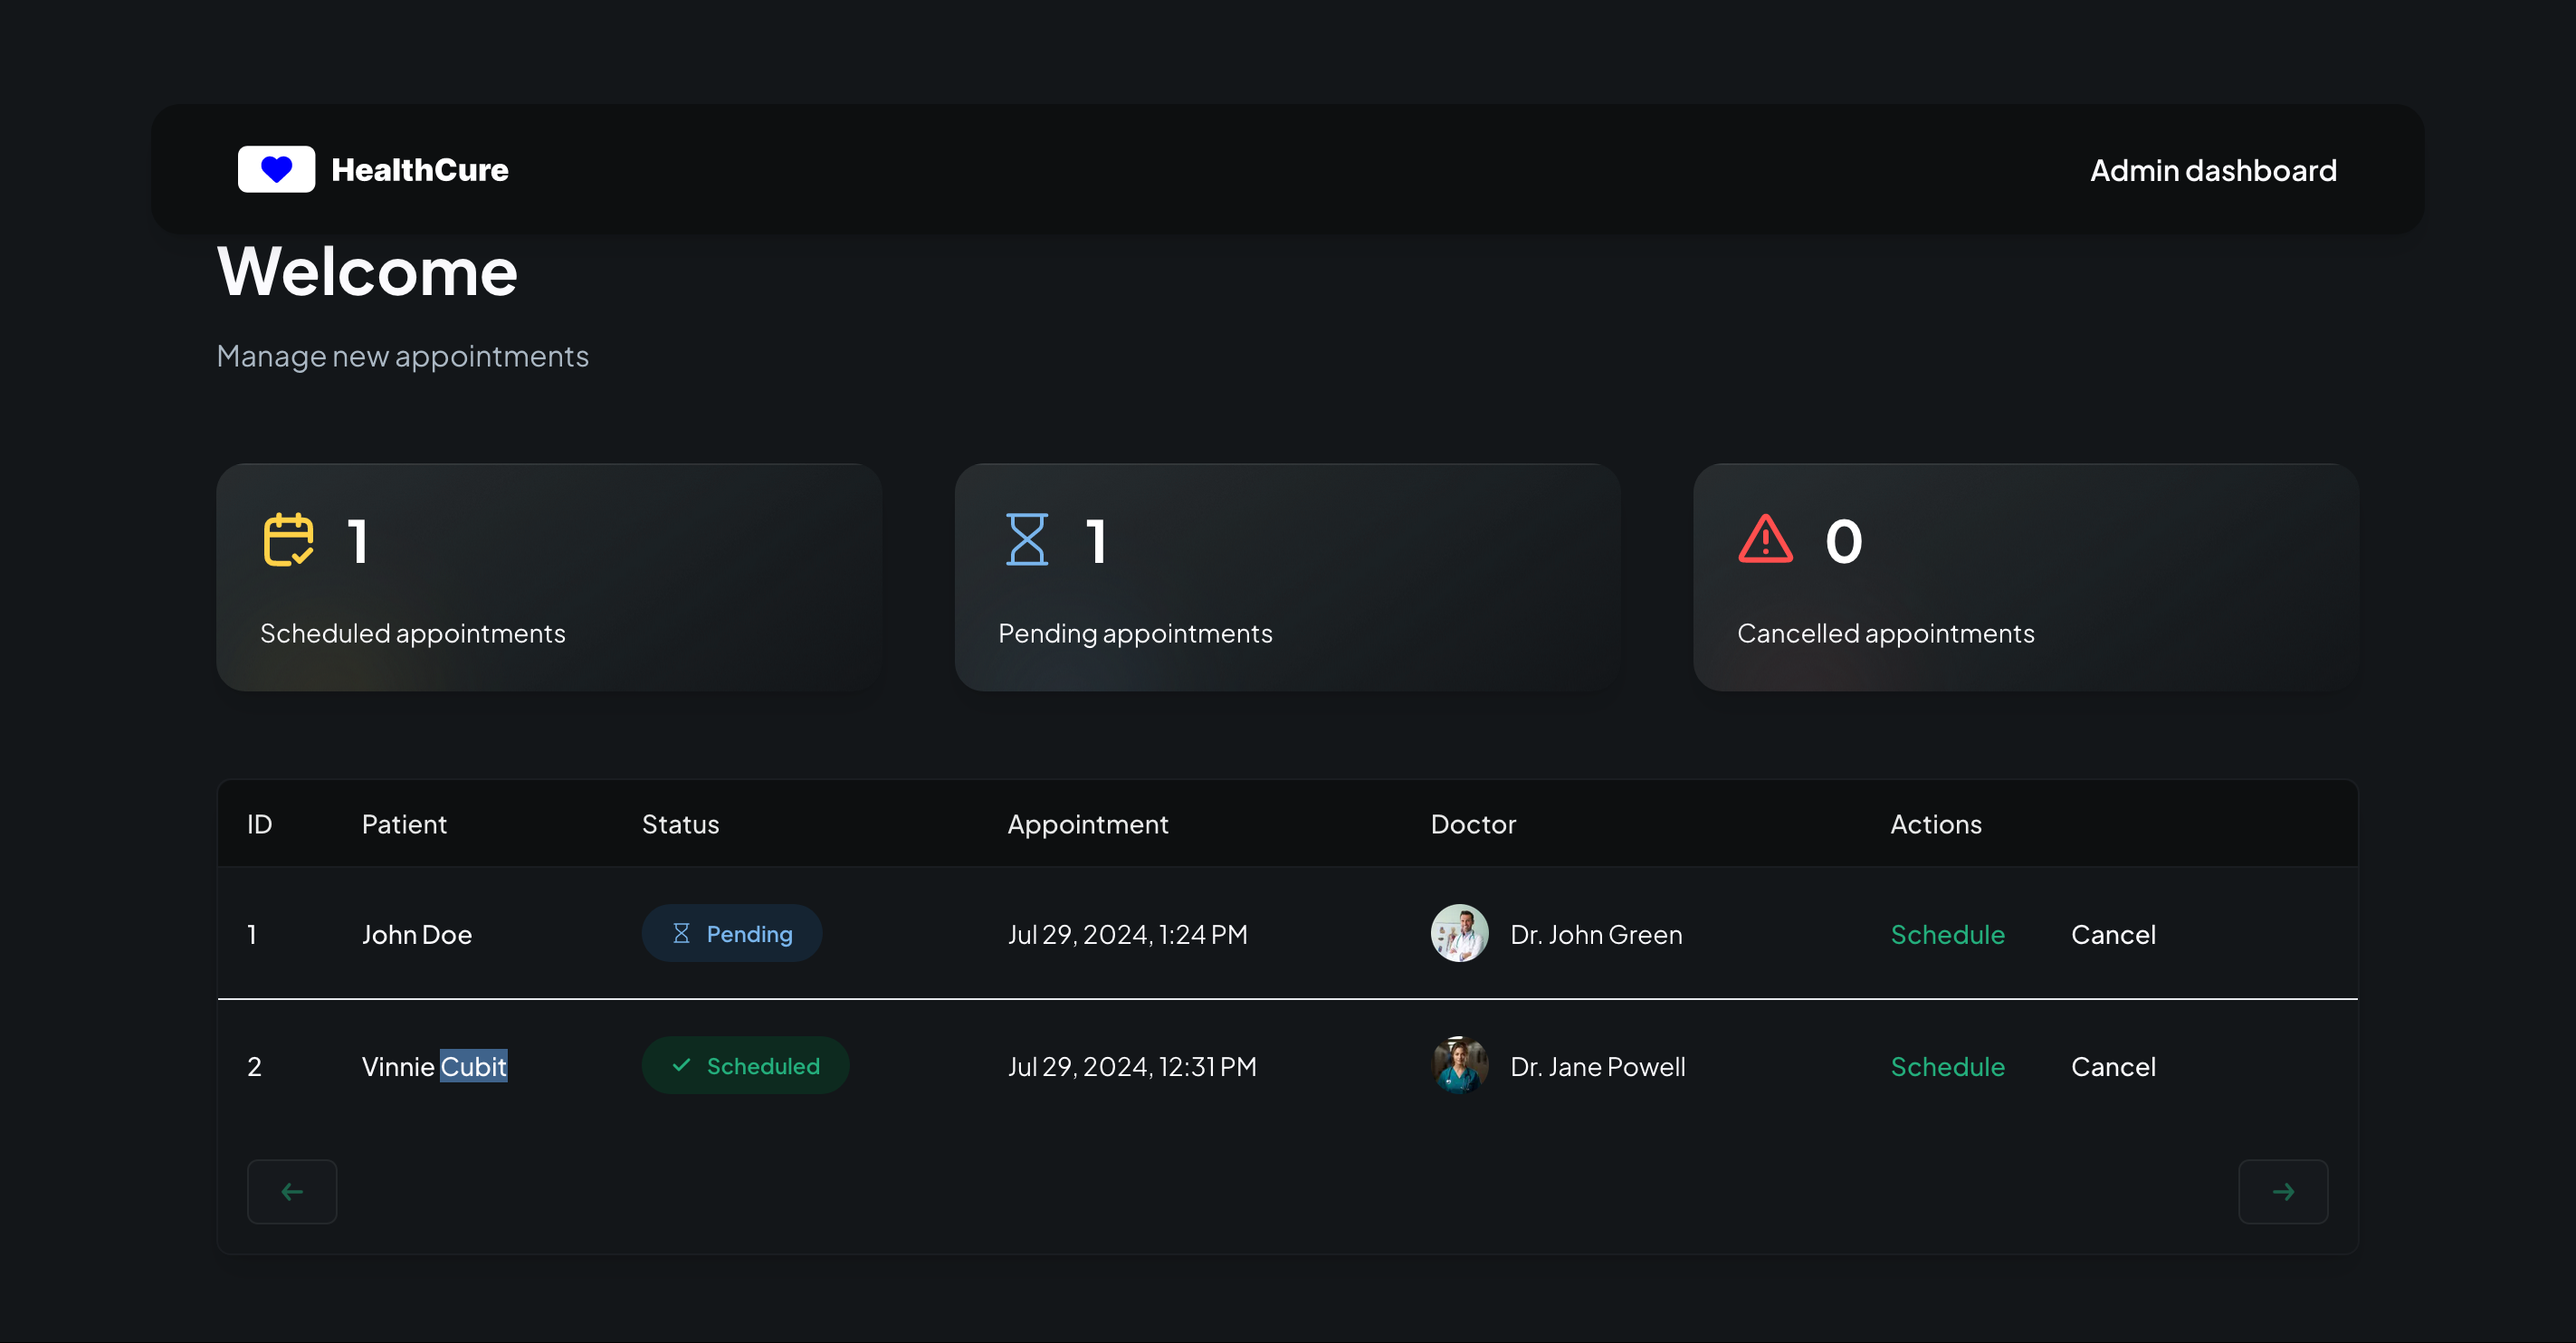 HealthCure
Admin dashboard
Welcome
Manage new appointments
1
Scheduled appointments
1
Pending appointments
0
Cancelled appointments
ID Patient Status Appointment Doctor Actions
1 John Doe Pending Jul 29, 2024, 1:24 PM Dr. John Green Schedule Cancel
2 Vinnie Cubit Scheduled Jul 29, 2024, 12:31 PM Dr. Jane Powell Schedule Cancel